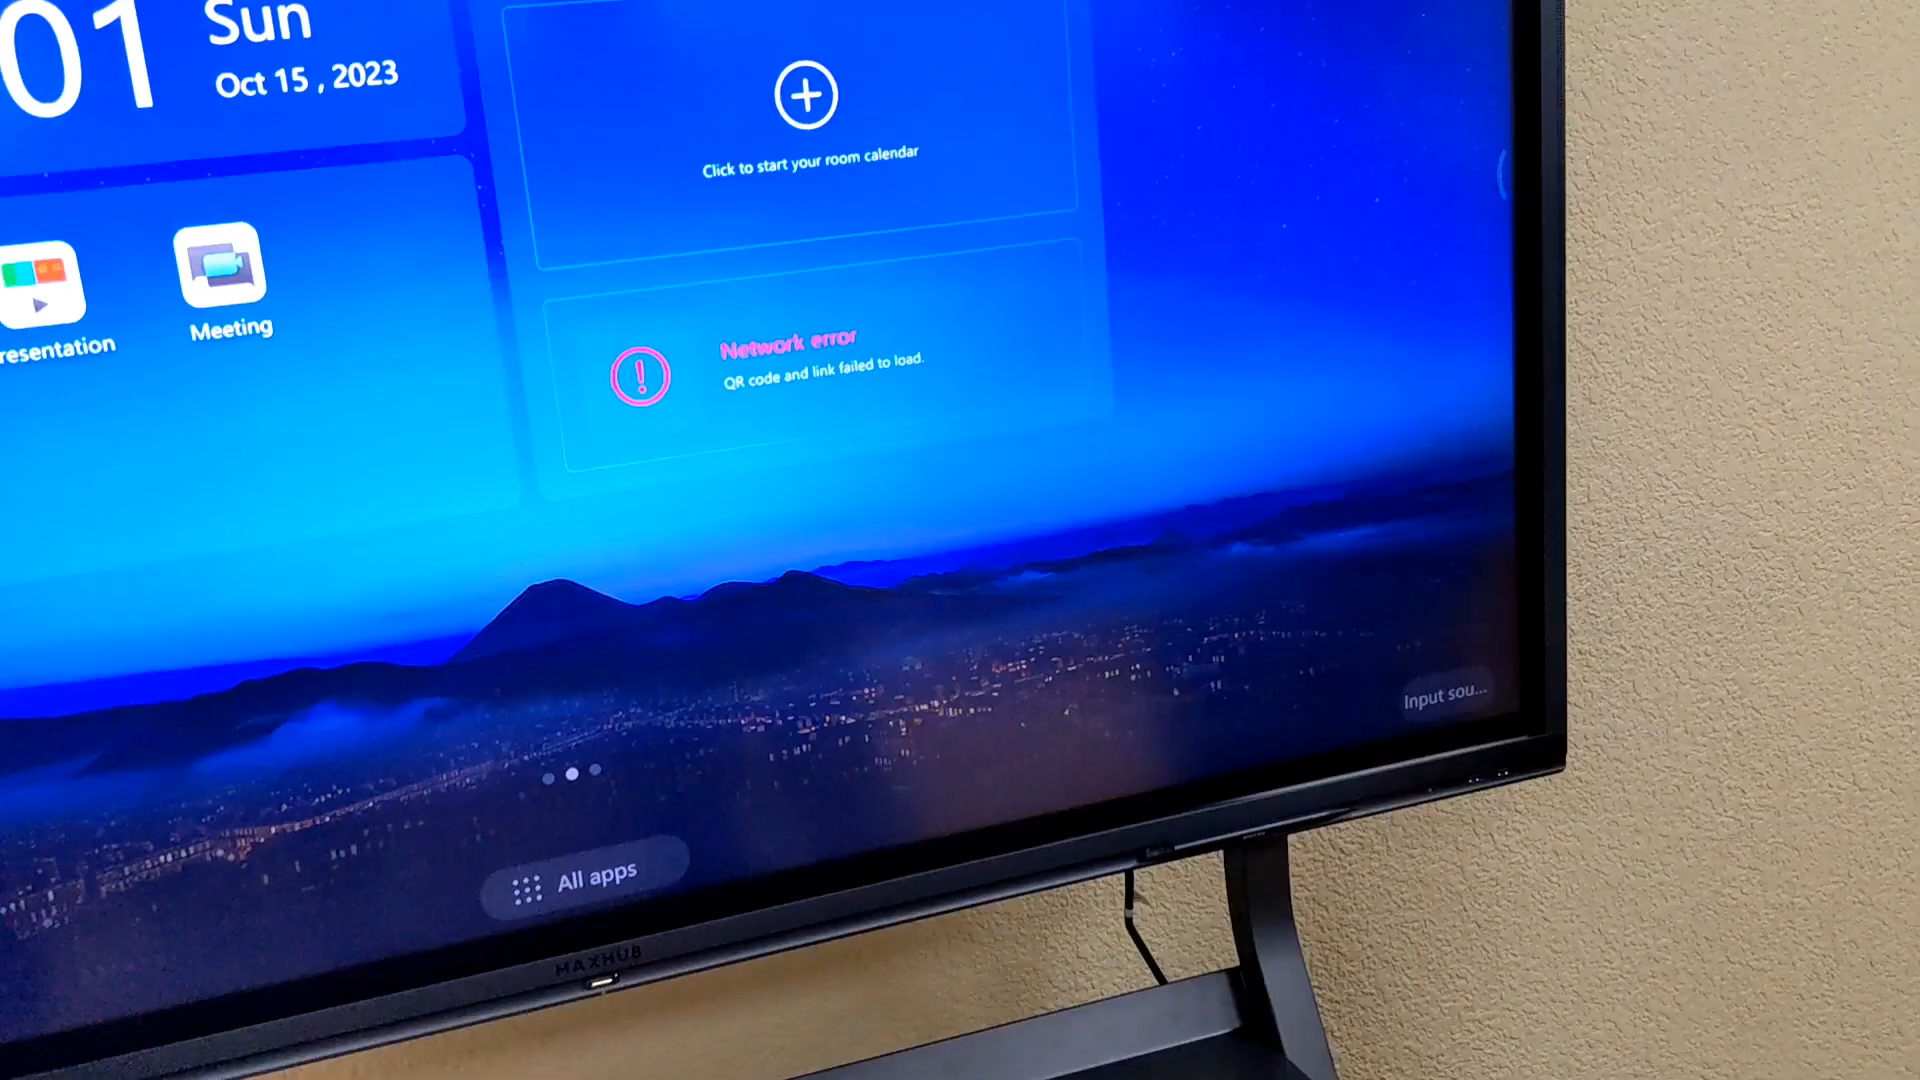 01
Sun
Oct 15 , 2023
Click to start your room calendar
resentation
Meeting
Network error
QR code and link failed to load.
Input sou...
All apps
MAXHUB